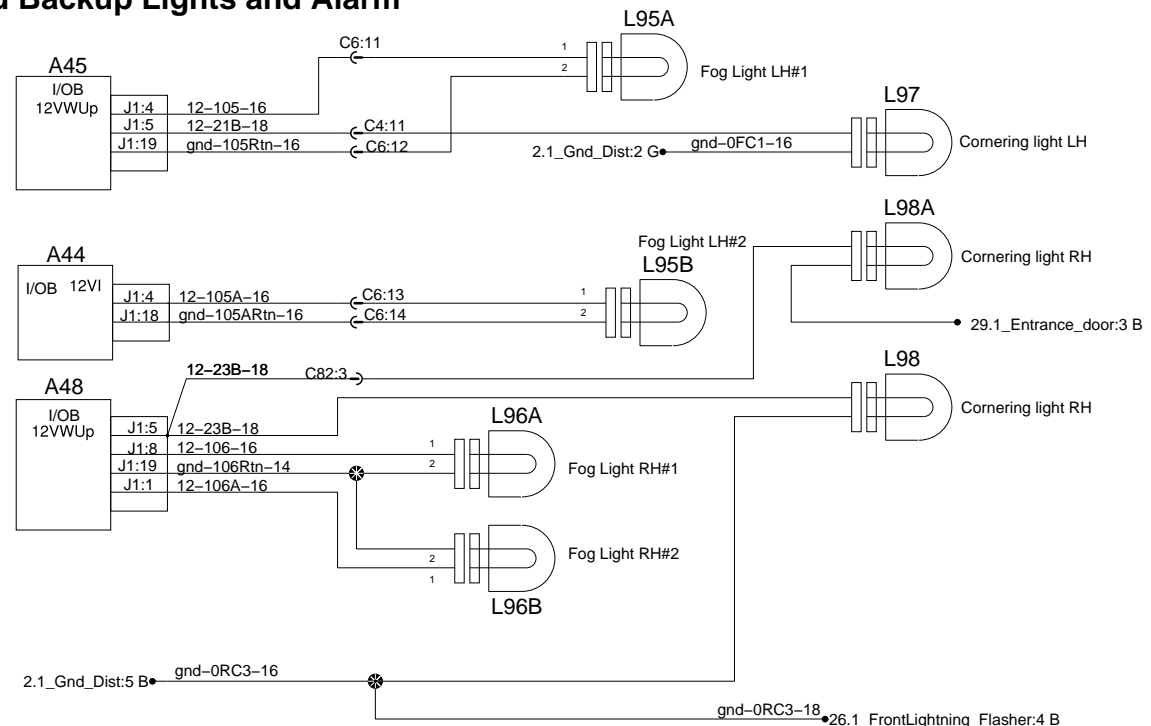 Backup Lights and Alarm
L95A
C6:11
1
2
Fog Light LH#1
A45
I/OB
12VWUp
J1:4 12–105–16
J1:5 12–21B–18 C4:11
J1:19 gnd–105Rtn–16 C6:12
L97
Cornering light LH
2.1_Gnd_Dist:2 G gnd–0FC1–16
L98A
Cornering light RH
29.1_Entrance_door:3 B
Fog Light LH#2
L95B
A44
I/OB 12VI
J1:4 12–105A–16 C6:13 1
J1:18 gnd–105ARtn–16 C6:14 2
12–23B–18 C82:3
L98
Cornering light RH
A48
I/OB
12VWUp
J1:5 12–23B–18
J1:8 12–106–16
J1:19 gnd–106Rtn–14
J1:1 12–106A–16
L96A
1
2
Fog Light RH#1
2
1
Fog Light RH#2
L96B
2.1_Gnd_Dist:5 B gnd–0RC3–16
gnd–0RC3–18 26.1_FrontLightning_Flasher:4 B